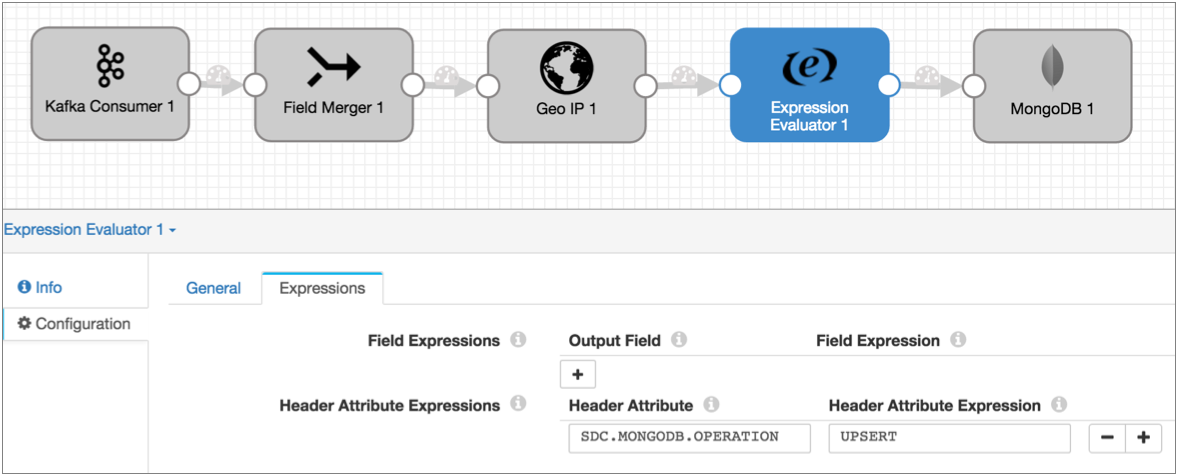 Kafka Consumer 1
Field Merger 1
Geo IP 1
Expression
Evaluator 1
MongoDB 1
Expression Evaluator 1
Info
Configuration
General
Expressions
Field Expressions
Output Field
Field Expression
+
Header Attribute Expressions
Header Attribute
Header Attribute Expression
SDC.MONGODB.OPERATION
UPSERT
- +